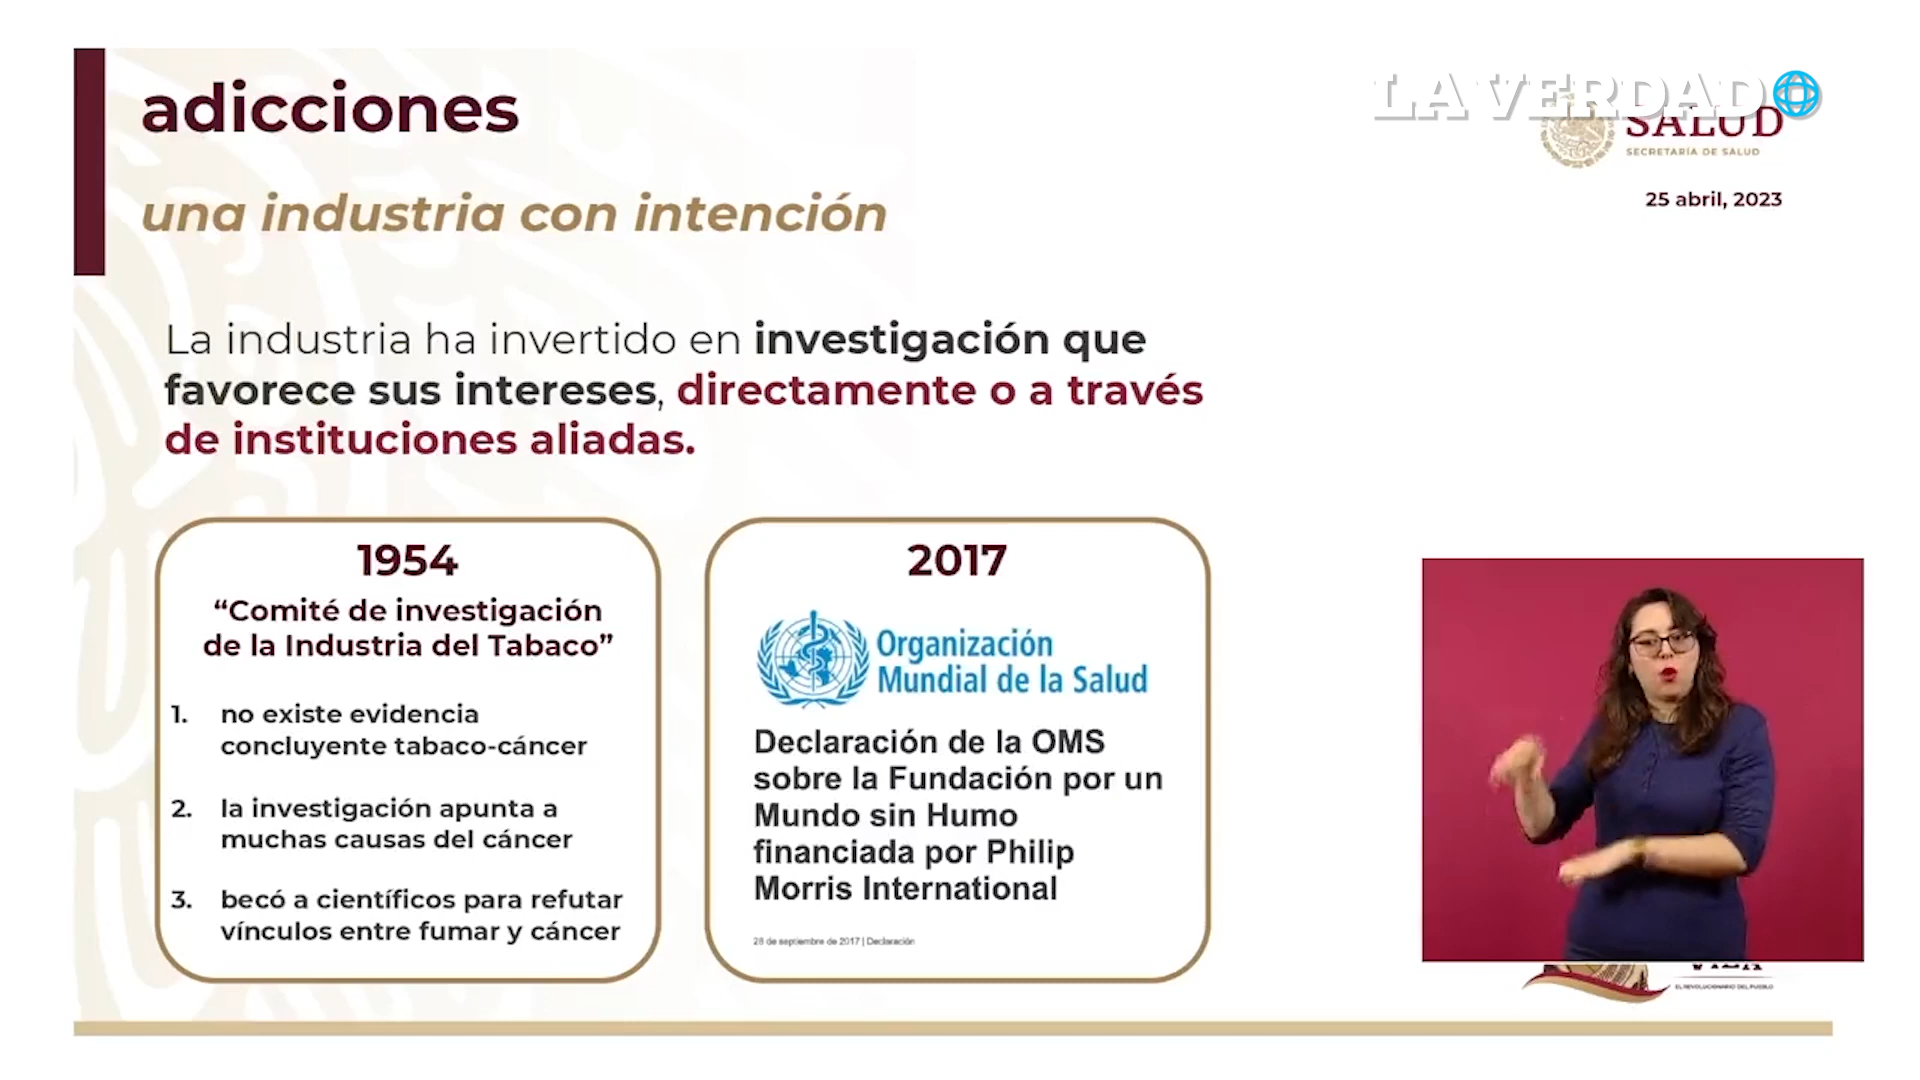 adicciones
una industria con intención
LA VERDAD
SALUD
SECRETARÍA DE SALUD
25 abril, 2023
La industria ha invertido en investigación que
favorece sus intereses, directamente o a través
de instituciones aliadas.
1954
“Comité de investigación
de la Industria del Tabaco”
1. no existe evidencia
concluyente tabaco-cáncer
2. la investigación apunta a
muchas causas del cáncer
3. becó a científicos para refutar
vínculos entre fumar y cáncer
2017
Organización
Mundial de la Salud
Declaración de la OMS
sobre la Fundación por un
Mundo sin Humo
financiada por Philip
Morris International
28 de septiembre de 2017 | Declaración
EL REVOLUCIONARIO DEL PUEBLO